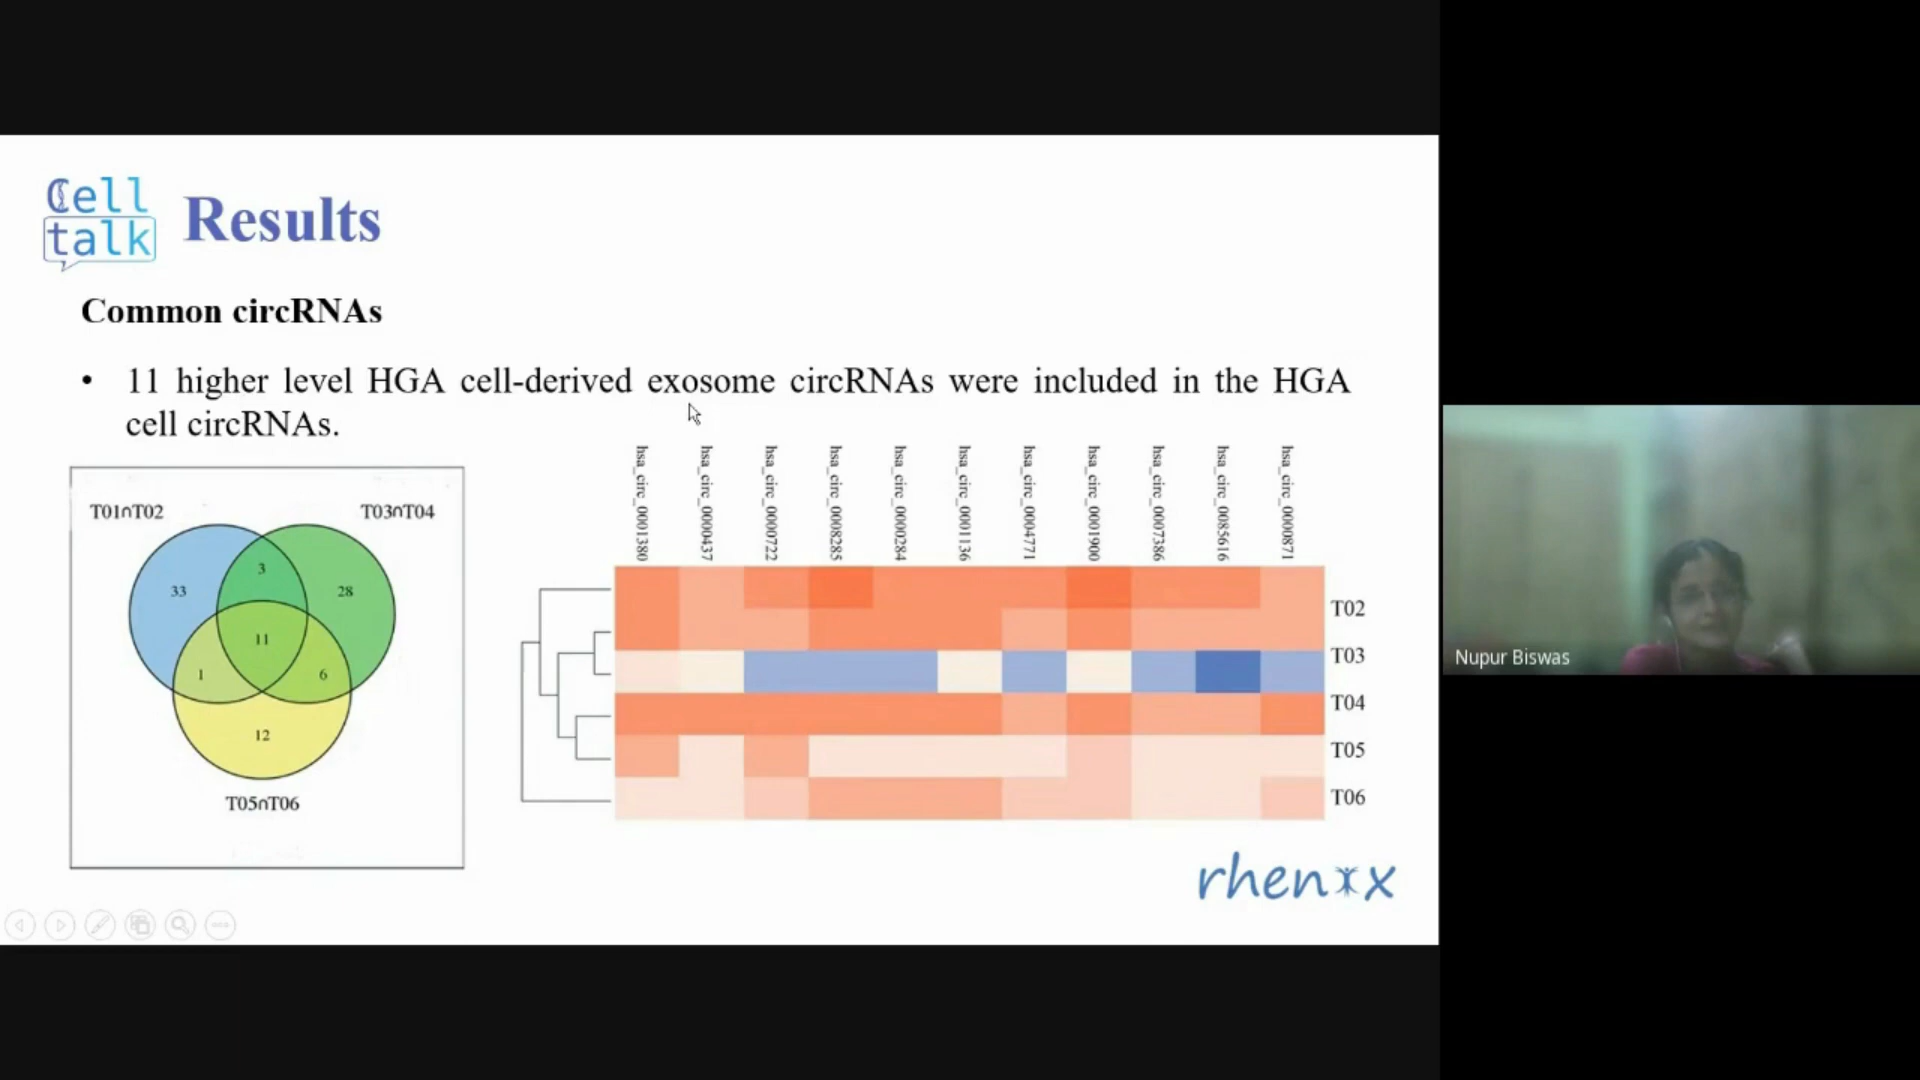 Cell
talk
Results
Common circRNAs
• 11 higher level HGA cell-derived exosome circRNAs were included in the HGA
cell circRNAs.
T01∩T02
T03∩T04
3
33
28
11
1
6
12
T05∩T06
hsa_circ_0001380
hsa_circ_0000437
hsa_circ_0000722
hsa_circ_0008285
hsa_circ_0000284
hsa_circ_0001136
hsa_circ_0004771
hsa_circ_0001900
hsa_circ_0007386
hsa_circ_0085616
hsa_circ_0000871
T02
T03
T04
T05
T06
rhenix
Nupur Biswas